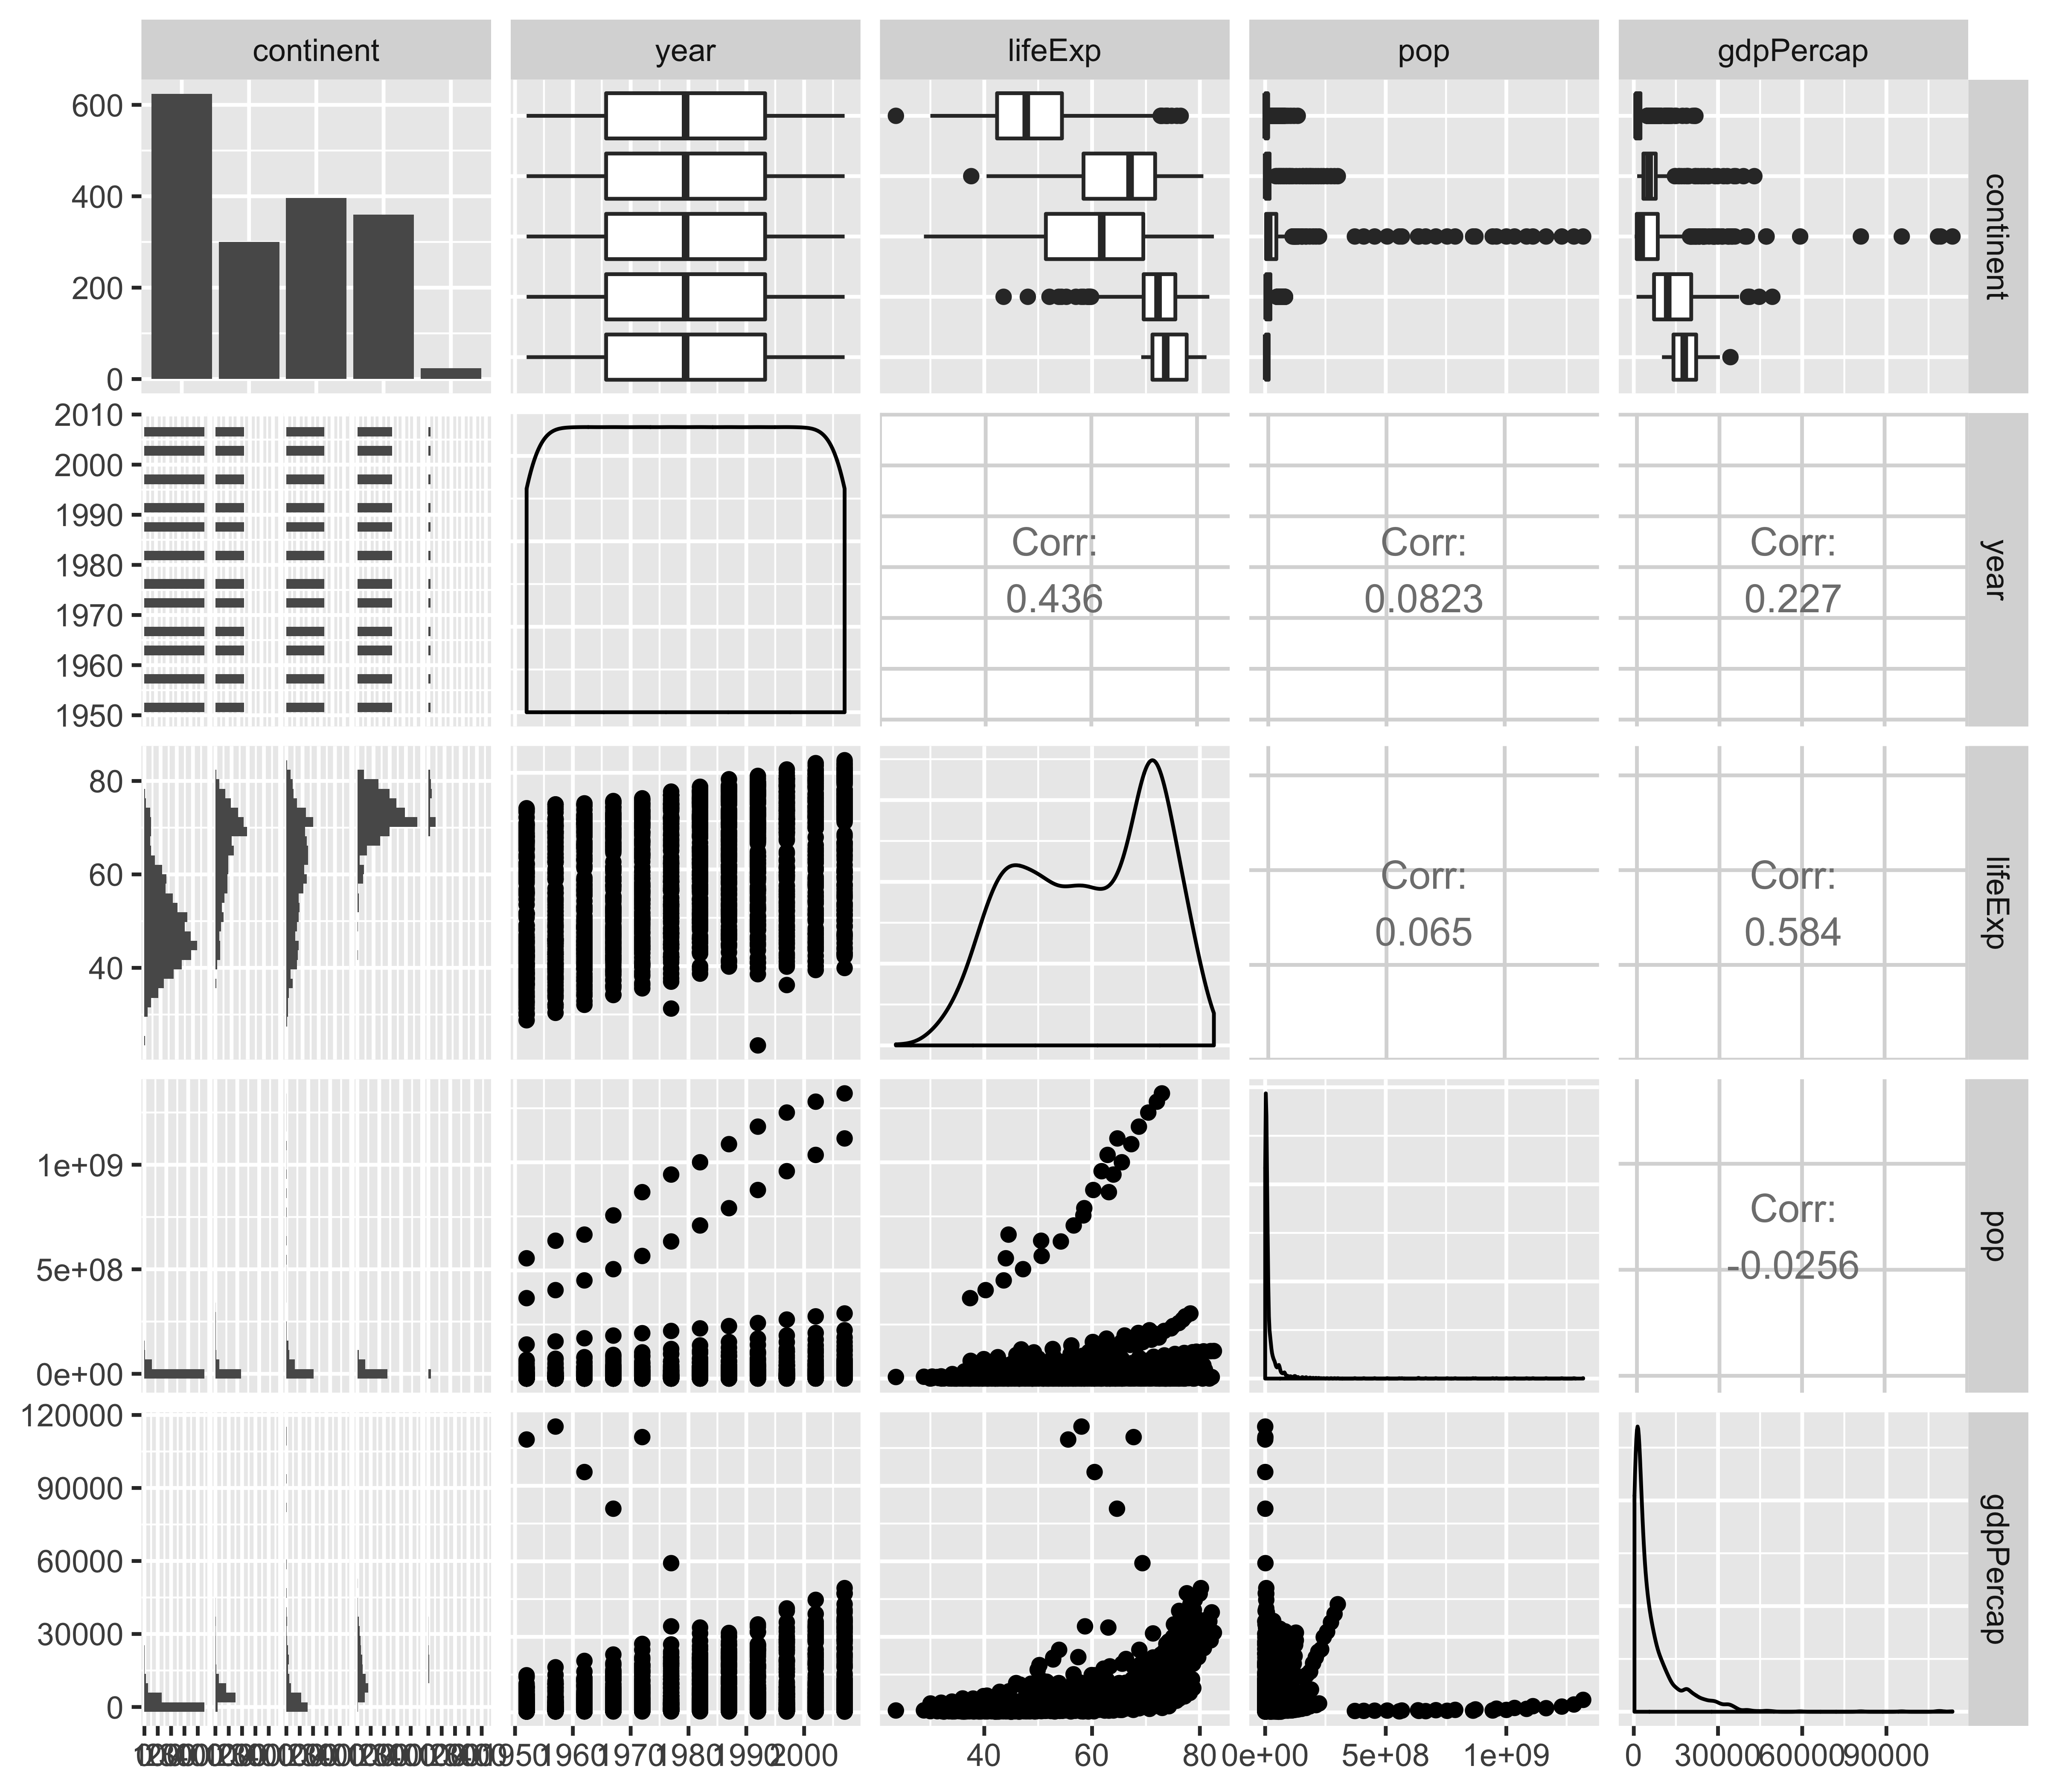 continent
year
lifeExp
pop
gdpPercap
600
400
200
0
continent
2010
2000
1990
1980
1970
1960
1950
Corr:
0.436
Corr:
0.0823
Corr:
0.227
year
80
60
40
Corr:
0.065
Corr:
0.584
lifeExp
1e+09
5e+08
0e+00
Corr:
-0.0256
pop
120000
90000
60000
30000
0
gdpPercap
1950 1960 1970 1980 1990 2000
40 60 80
0e+00 5e+08 1e+09
0 30000 60000 90000